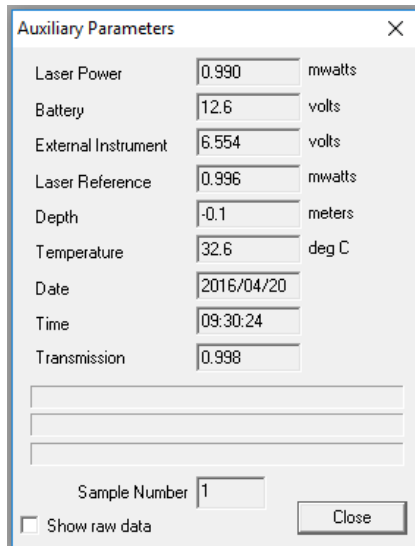 Auxiliary Parameters
Laser Power 0.990 mwatts
Battery 12.6 volts
External Instrument 6.554 volts
Laser Reference 0.996 mwatts
Depth -0.1 meters
Temperature 32.6 deg C
Date 2016/04/20
Time 09:30:24
Transmission 0.998
Sample Number 1
Show raw data Close